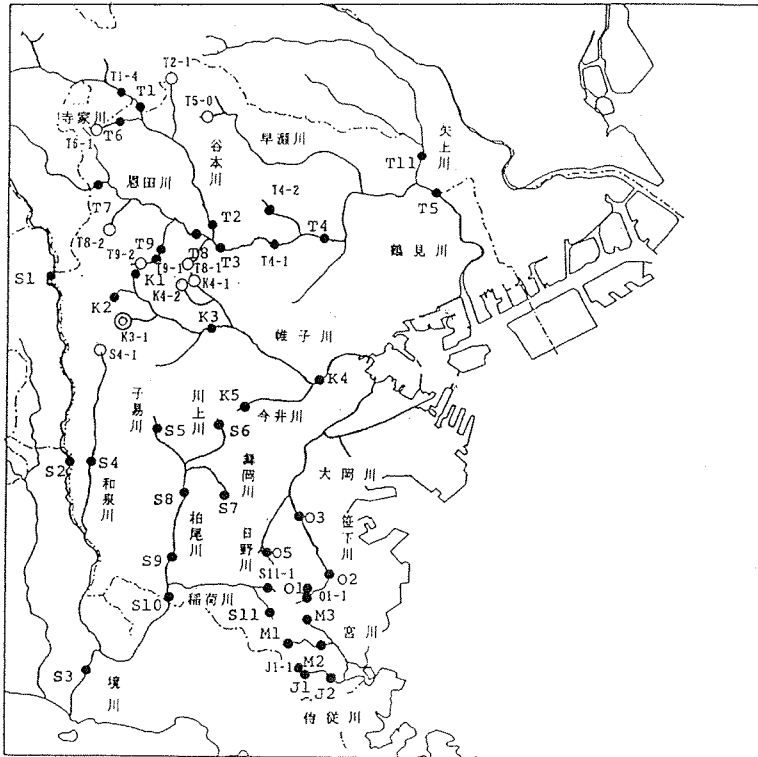 T2-1
T1-4
T1
T5-0
寺家川
T6
T6-1
早瀬川
谷本川
矢上川
T11
恩田川
T7
T4-2
T5
T2
T4
T8-2
T9
T9-2
T8
T3
T4-1
鶴見川
T9-1
T8-1
S1
K1
K4-1
K4-2
K2
K3
K3-1
帷子川
S4-1
K4
K5
今井川
子易川
川上川
S5
S6
舞岡川
大岡川
S2
S4
和泉川
S8
S7
柏尾川
O3
笹下川
日野川
S9
O5
S11-1
O1
O2
O1-1
S10
稲荷川
S11
M3
M1
宮川
M2
S3
J1-1
J1
J2
境川
侍従川